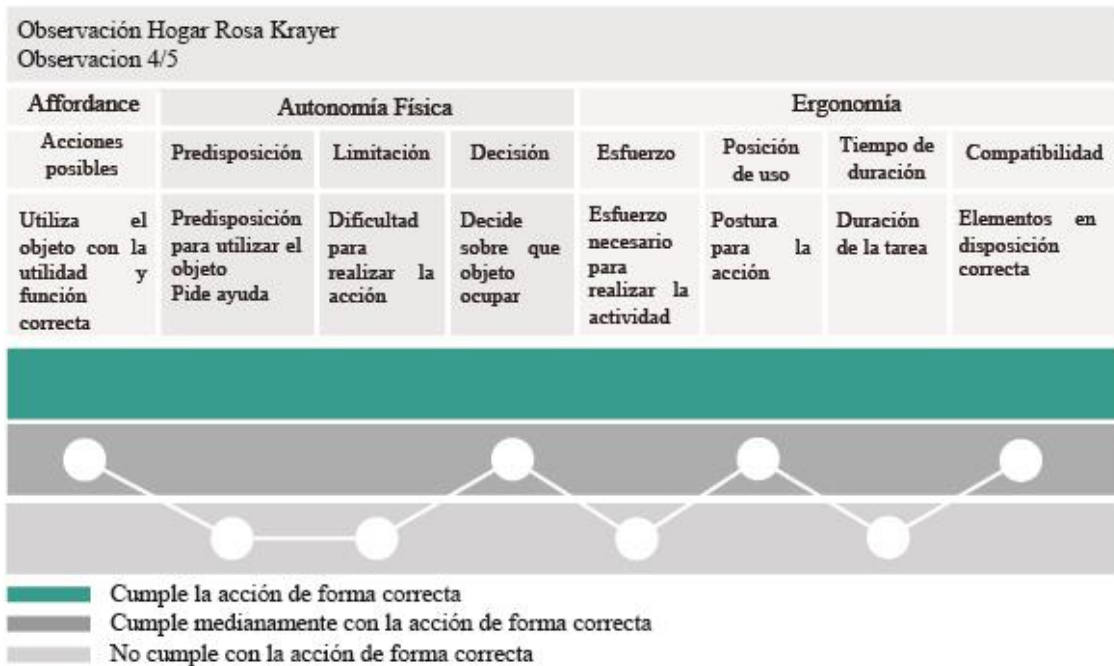 Observación Hogar Rosa Krayer
Observacion 4/5
Affordance
Autonomía Física
Ergonomía
Acciones
posibles
Predisposición
Limitación
Decisión
Esfuerzo
Posición
de uso
Tiempo de
duración
Compatibilidad
Utiliza el
objeto con la
utilidad y
función
correcta
Predisposición
para utilizar el
objeto
Pide ayuda
Dificultad
para
realizar la
acción
Decide
sobre que
objeto
ocupar
Esfuerzo
necesario
para
realizar la
actividad
Postura
para la
acción
Duración
de la tarea
Elementos en
disposición
correcta
Cumple la acción de forma correcta
Cumple medianamente con la acción de forma correcta
No cumple con la acción de forma correcta